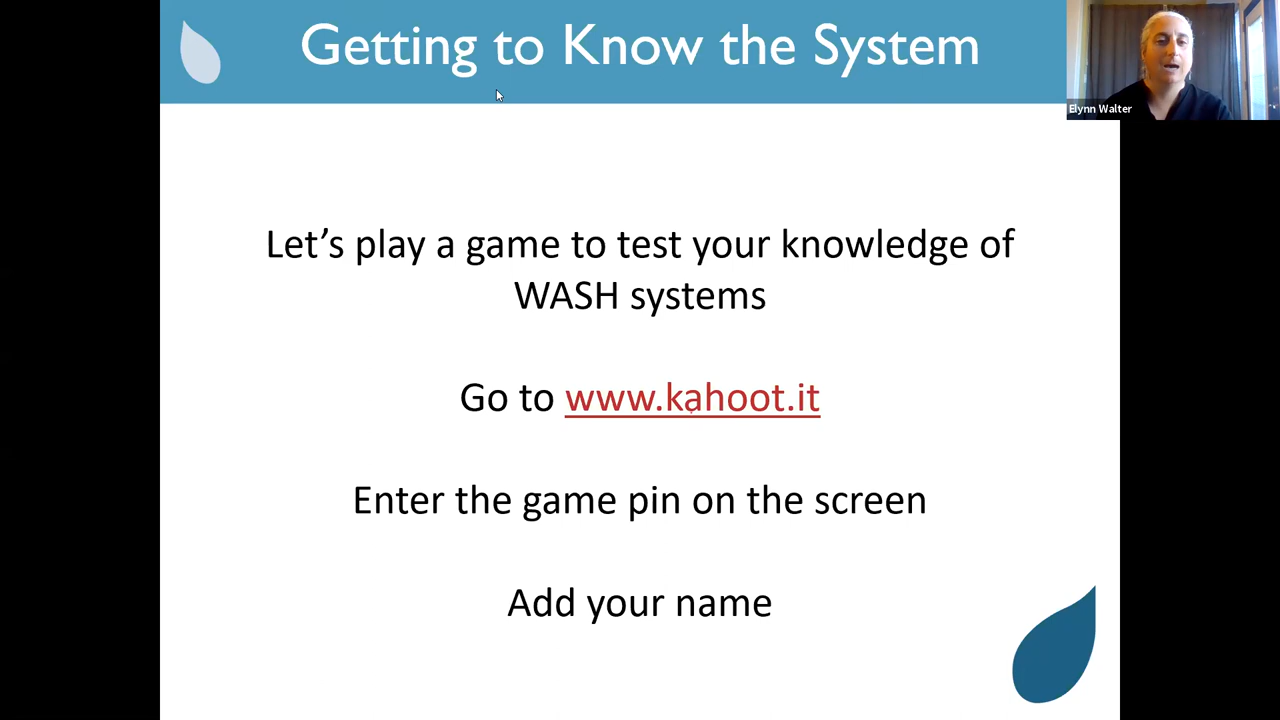 Getting to Know the System
Elynn Walter
Let's play a game to test your knowledge of
WASH systems
Go to www.kahoot.it
Enter the game pin on the screen
Add your name